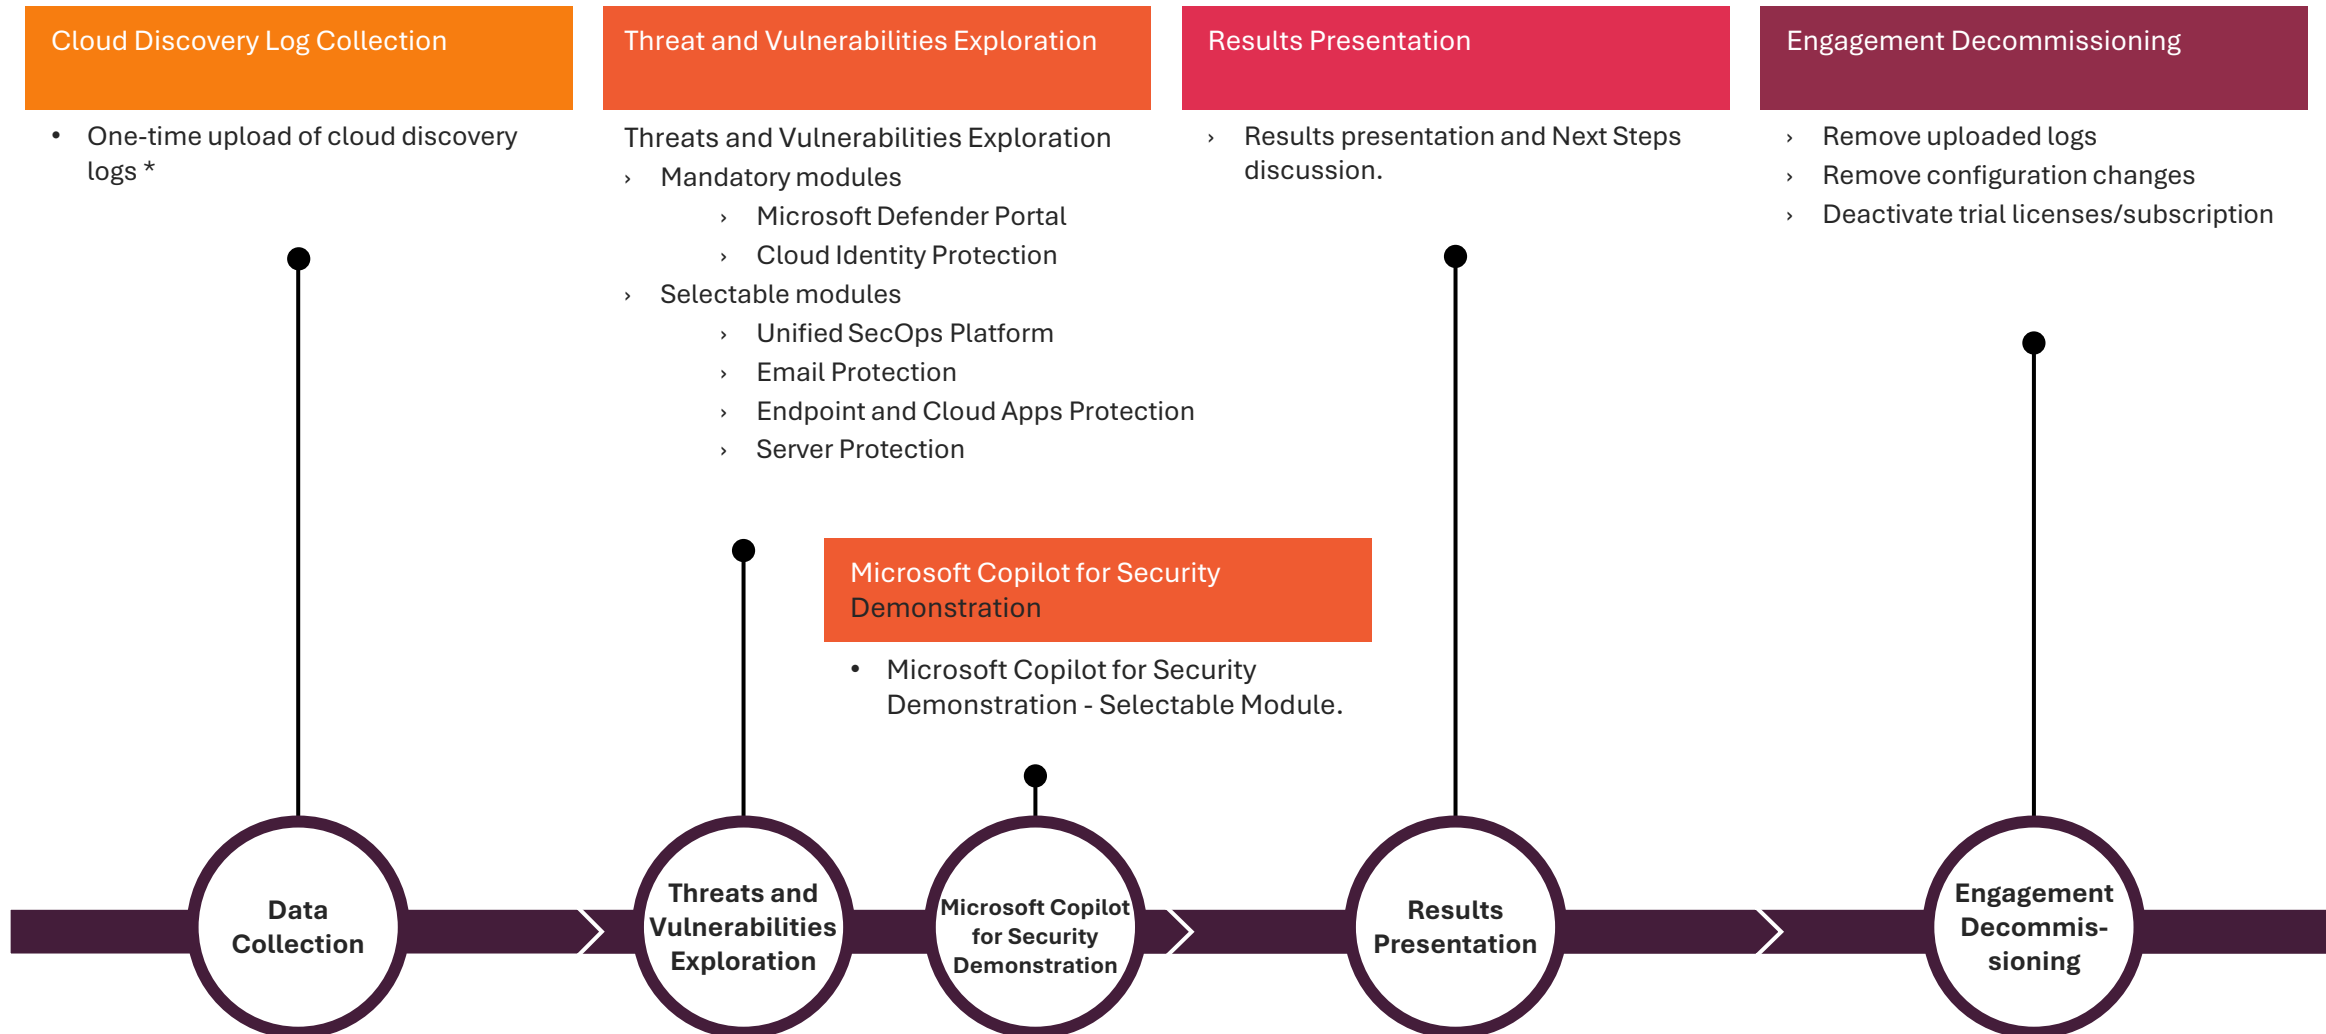 Cloud Discovery Log Collection
• One-time upload of cloud discovery
logs *
Threat and Vulnerabilities Exploration
Threats and Vulnerabilities Exploration
› Mandatory modules
› Microsoft Defender Portal
› Cloud Identity Protection
› Selectable modules
› Unified SecOps Platform
› Email Protection
› Endpoint and Cloud Apps Protection
› Server Protection
Results Presentation
› Results presentation and Next Steps
discussion.
Engagement Decommissioning
› Remove uploaded logs
› Remove configuration changes
› Deactivate trial licenses/subscription
Microsoft Copilot for Security
Demonstration
• Microsoft Copilot for Security
Demonstration - Selectable Module.
Data
Collection
Threats and
Vulnerabilities
Exploration
Microsoft Copilot
for Security
Demonstration
Results
Presentation
Engagement
Decommis-
sioning